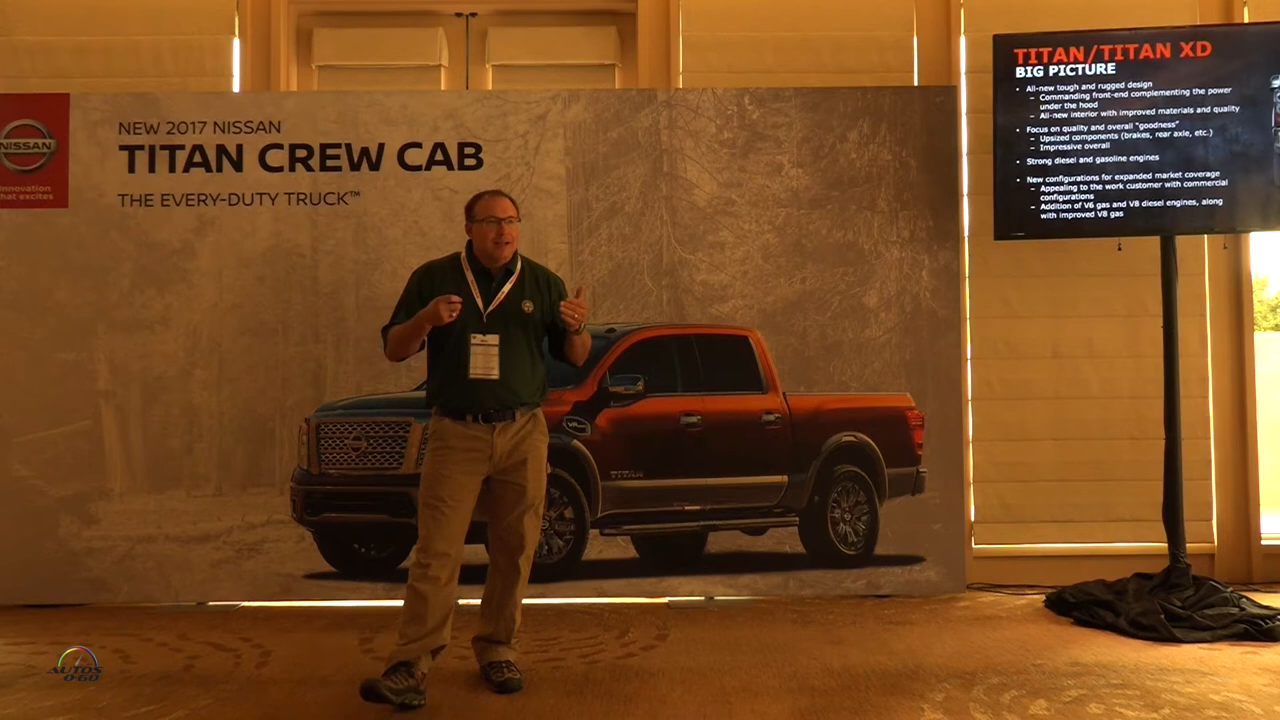 NISSAN
Innovation
that excites
NEW 2017 NISSAN
TITAN CREW CAB
THE EVERY-DUTY TRUCK™
TITAN/TITAN XD
BIG PICTURE
• All-new tough and rugged design
– Commanding front-end complementing the power
under the hood
– All-new interior with improved materials and quality
• Focus on quality and overall "goodness"
– Upsized components (brakes, rear axle, etc.)
– Impressive overall
• Strong diesel and gasoline engines
• New configurations for expanded market coverage
– Appealing to the work customer with commercial
configurations
– Addition of V6 gas and V8 diesel engines, along
with improved V8 gas
TITAN
AUTOS
0-60